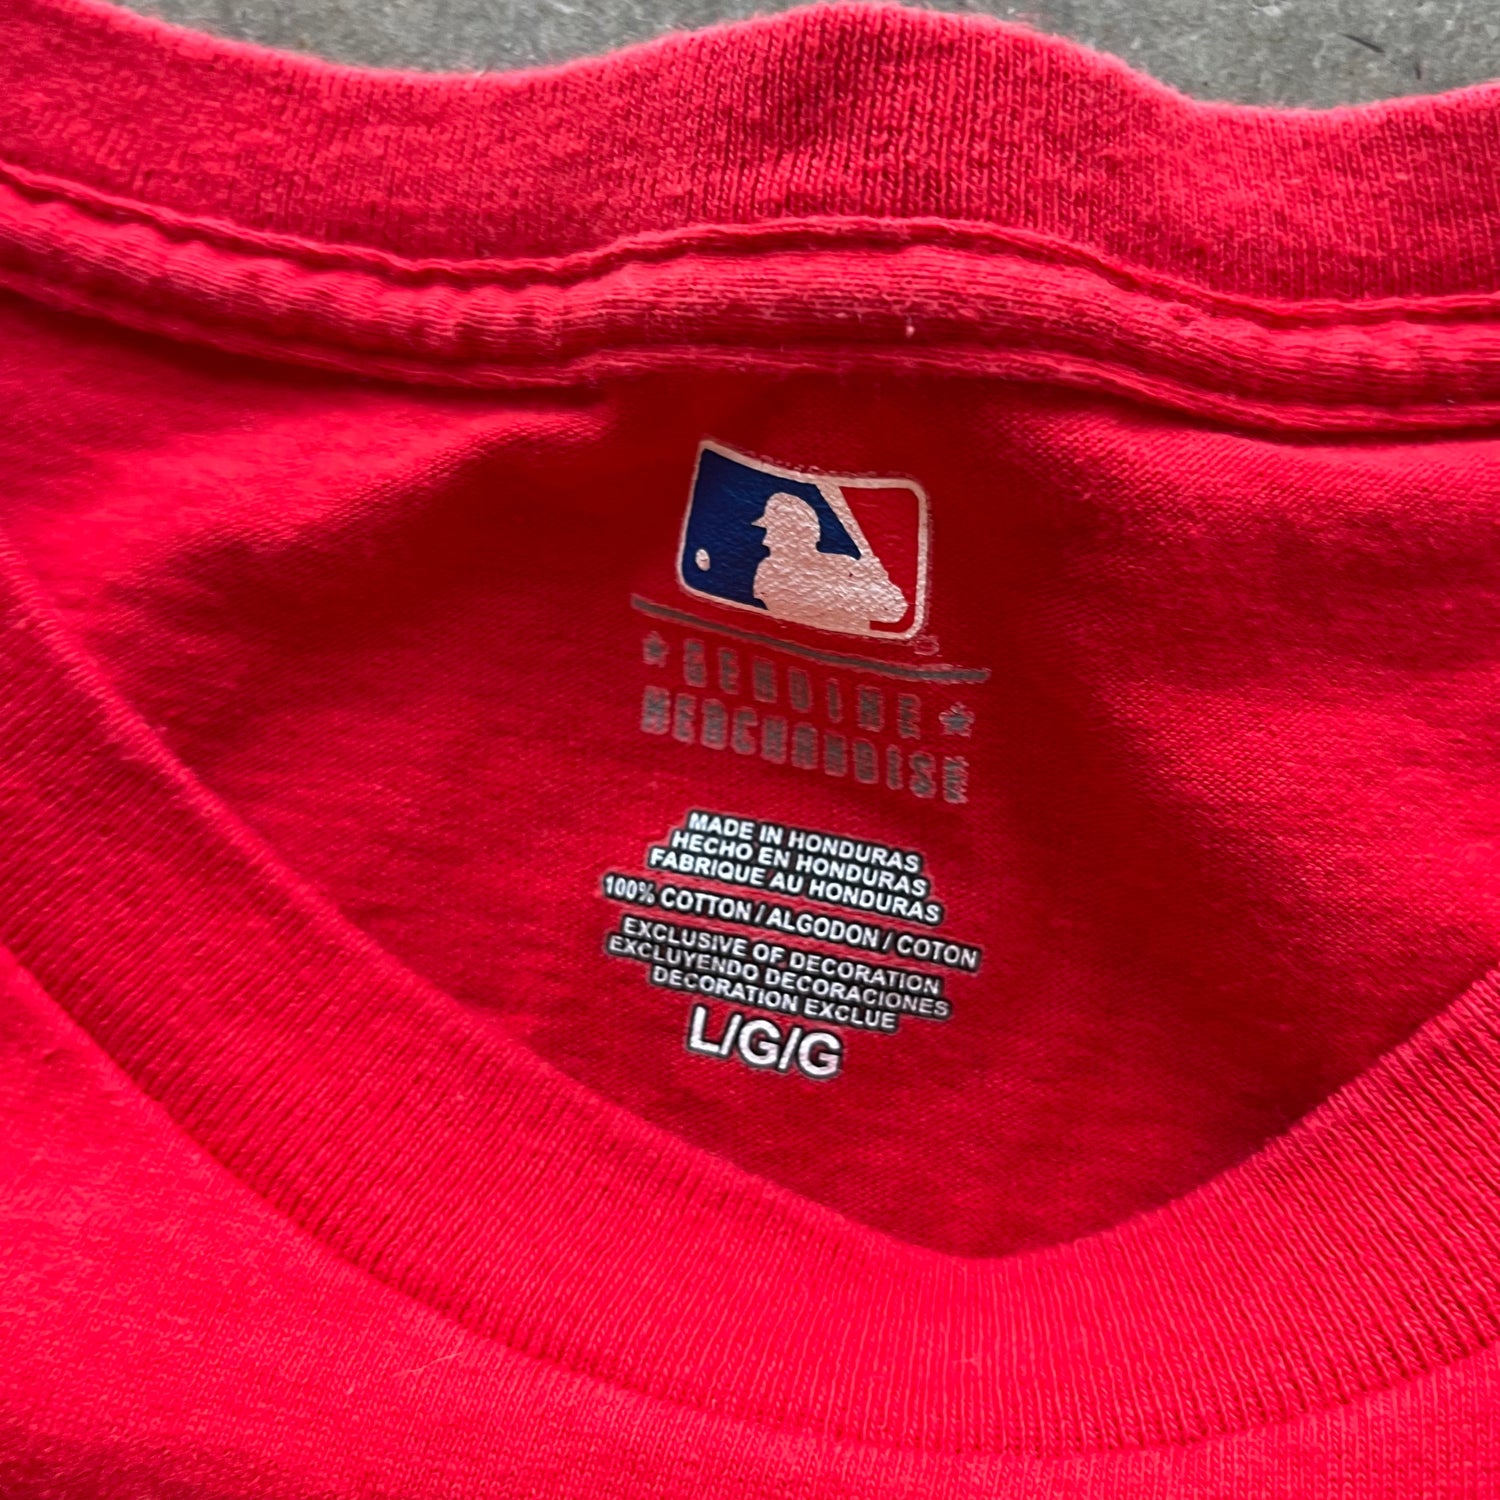 ★ GENUINE ★
MERCHANDISE
MADE IN HONDURAS
HECHO EN HONDURAS
FABRIQUE AU HONDURAS
100% COTTON / ALGODON / COTON
EXCLUSIVE OF DECORATION
EXCLUYENDO DECORACIONES
DECORATION EXCLUE
L/G/G